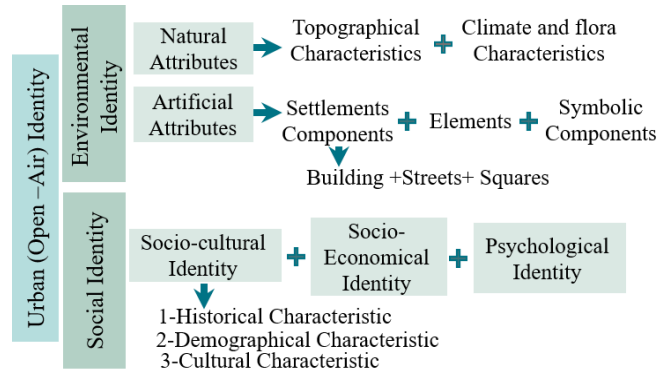 Urban (Open –Air) Identity
Environmental
Identity
Natural
Attributes
Topographical
Characteristics
+
Climate and flora
Characteristics
Artificial
Attributes
Settlements
Components
+
Elements
+
Symbolic
Components
Building +Streets+ Squares
Social Identity
Socio-cultural
Identity
+
Socio-
Economical
Identity
+
Psychological
Identity
1-Historical Characteristic
2-Demographical Characteristic
3-Cultural Characteristic